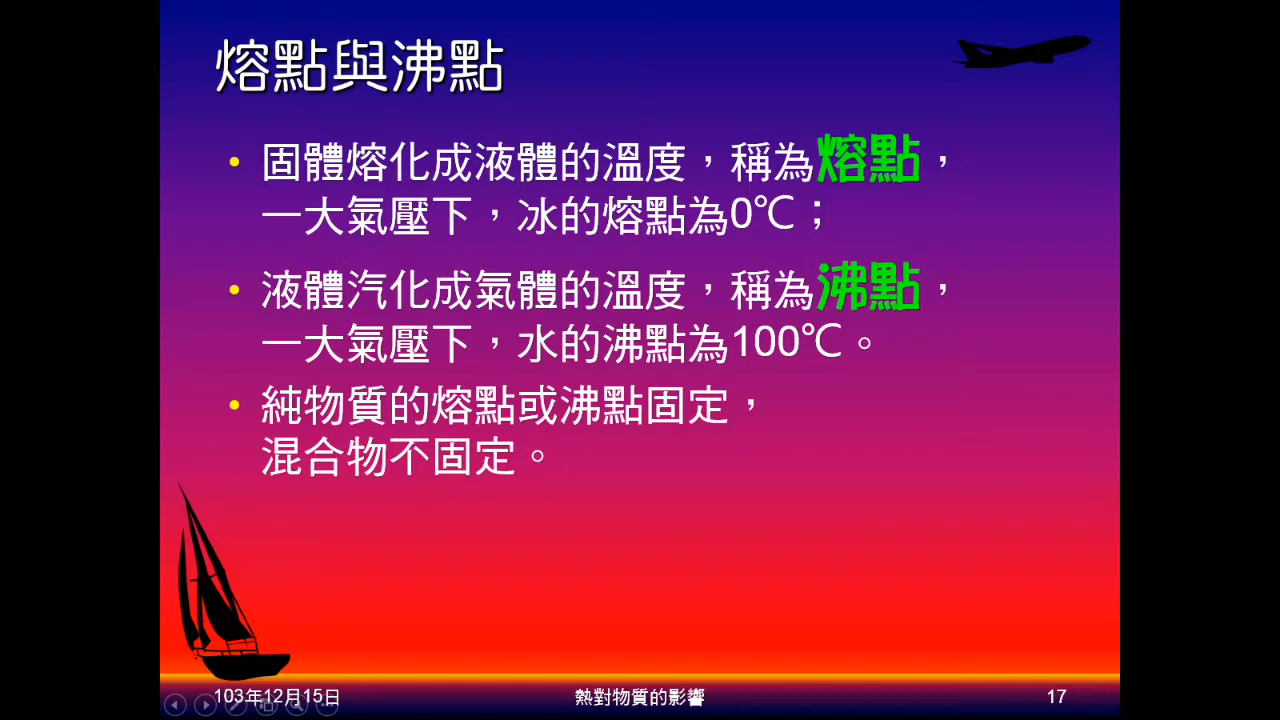 熔點與沸點
• 固體熔化成液體的溫度，稱為熔點，
一大氣壓下，冰的熔點為0℃；
• 液體汽化成氣體的溫度，稱為沸點，
一大氣壓下，水的沸點為100℃。
• 純物質的熔點或沸點固定，
混合物不固定。
103年12月15日
熱對物質的影響
17